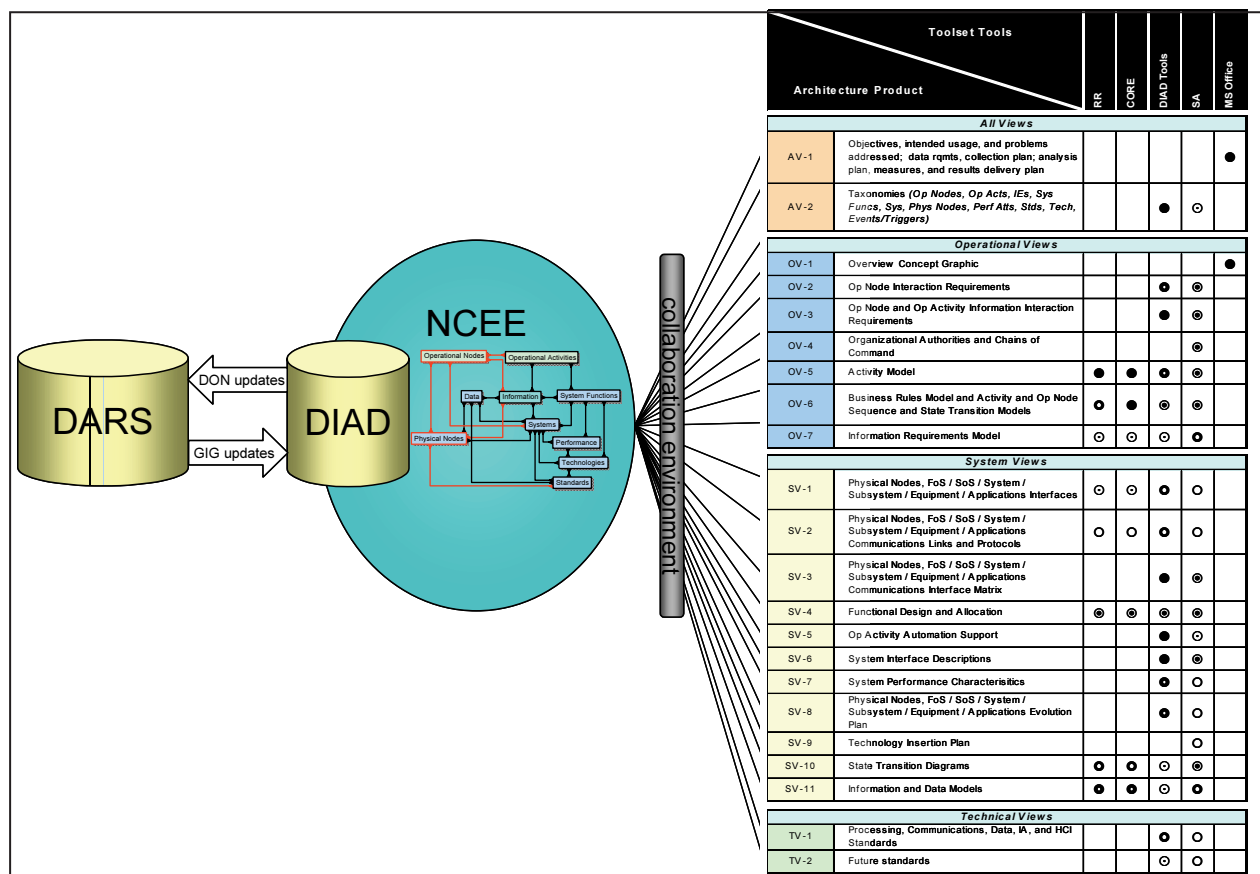 DARS
DON updates
GIG updates
DIAD
NCEE
Operational Nodes
Operational Activities
Data
Information
System Functions
Systems
Physical Nodes
Performance
Technologies
Standards
collaboration environment
Toolset Tools
Architecture Product
RR
CORE
DIAD Tools
SA
MS Office
All Views
AV-1
Objectives, intended usage, and problems
addressed; data rqmts, collection plan; analysis
plan, measures, and results delivery plan
AV-2
Taxonomies (Op Nodes, Op Acts, IEs, Sys
Funcs, Sys, Phys Nodes, Perf Atts, Stds, Tech,
Events/Triggers)
Operational Views
OV-1
Overview Concept Graphic
OV-2
Op Node Interaction Requirements
OV-3
Op Node and Op Activity Information Interaction
Requirements
OV-4
Organizational Authorities and Chains of
Command
OV-5
Activity Model
OV-6
Business Rules Model and Activity and Op Node
Sequence and State Transition Models
OV-7
Information Requirements Model
System Views
SV-1
Physical Nodes, FoS / SoS / System /
Subsystem / Equipment / Applications Interfaces
SV-2
Physical Nodes, FoS / SoS / System /
Subsystem / Equipment / Applications
Communications Links and Protocols
SV-3
Physical Nodes, FoS / SoS / System /
Subsystem / Equipment / Applications
Communications Interface Matrix
SV-4
Functional Design and Allocation
SV-5
Op Activity Automation Support
SV-6
System Interface Descriptions
SV-7
System Performance Characterisitics
SV-8
Physical Nodes, FoS / SoS / System /
Subsystem / Equipment / Applications Evolution
Plan
SV-9
Technology Insertion Plan
SV-10
State Transition Diagrams
SV-11
Information and Data Models
Technical Views
TV-1
Processing, Communications, Data, IA, and HCI
Standards
TV-2
Future standards